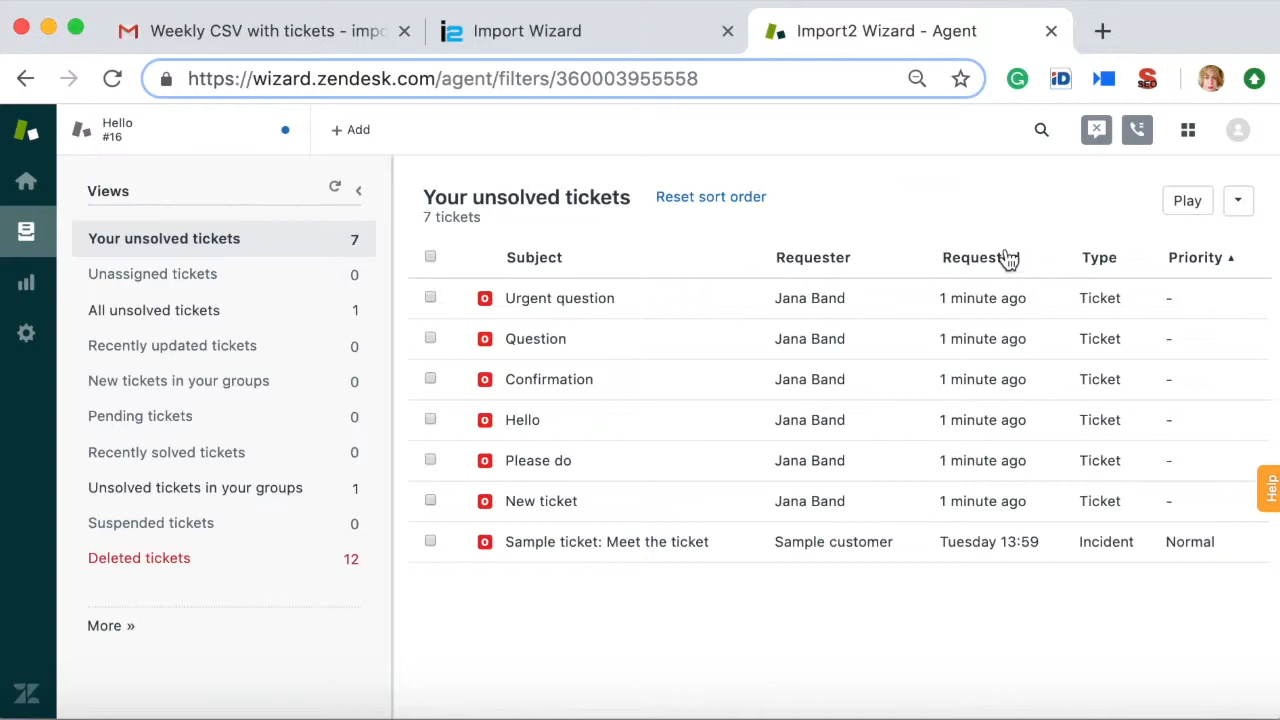 Weekly CSV with tickets - impo
Import Wizard
Import2 Wizard - Agent
https://wizard.zendesk.com/agent/filters/360003955558
iD
SEO
Hello
#16
+ Add
Views
Your unsolved tickets 7
Unassigned tickets 0
All unsolved tickets 1
Recently updated tickets 0
New tickets in your groups 0
Pending tickets 0
Recently solved tickets 0
Unsolved tickets in your groups 1
Suspended tickets 0
Deleted tickets 12
More »
Your unsolved tickets Reset sort order
7 tickets
Play
Subject Requester Type Priority ▲
o Urgent question Jana Band 1 minute ago Ticket -
o Question Jana Band 1 minute ago Ticket -
o Confirmation Jana Band 1 minute ago Ticket -
o Hello Jana Band 1 minute ago Ticket -
o Please do Jana Band 1 minute ago Ticket -
o New ticket Jana Band 1 minute ago Ticket -
o Sample ticket: Meet the ticket Sample customer Tuesday 13:59 Incident Normal
Help